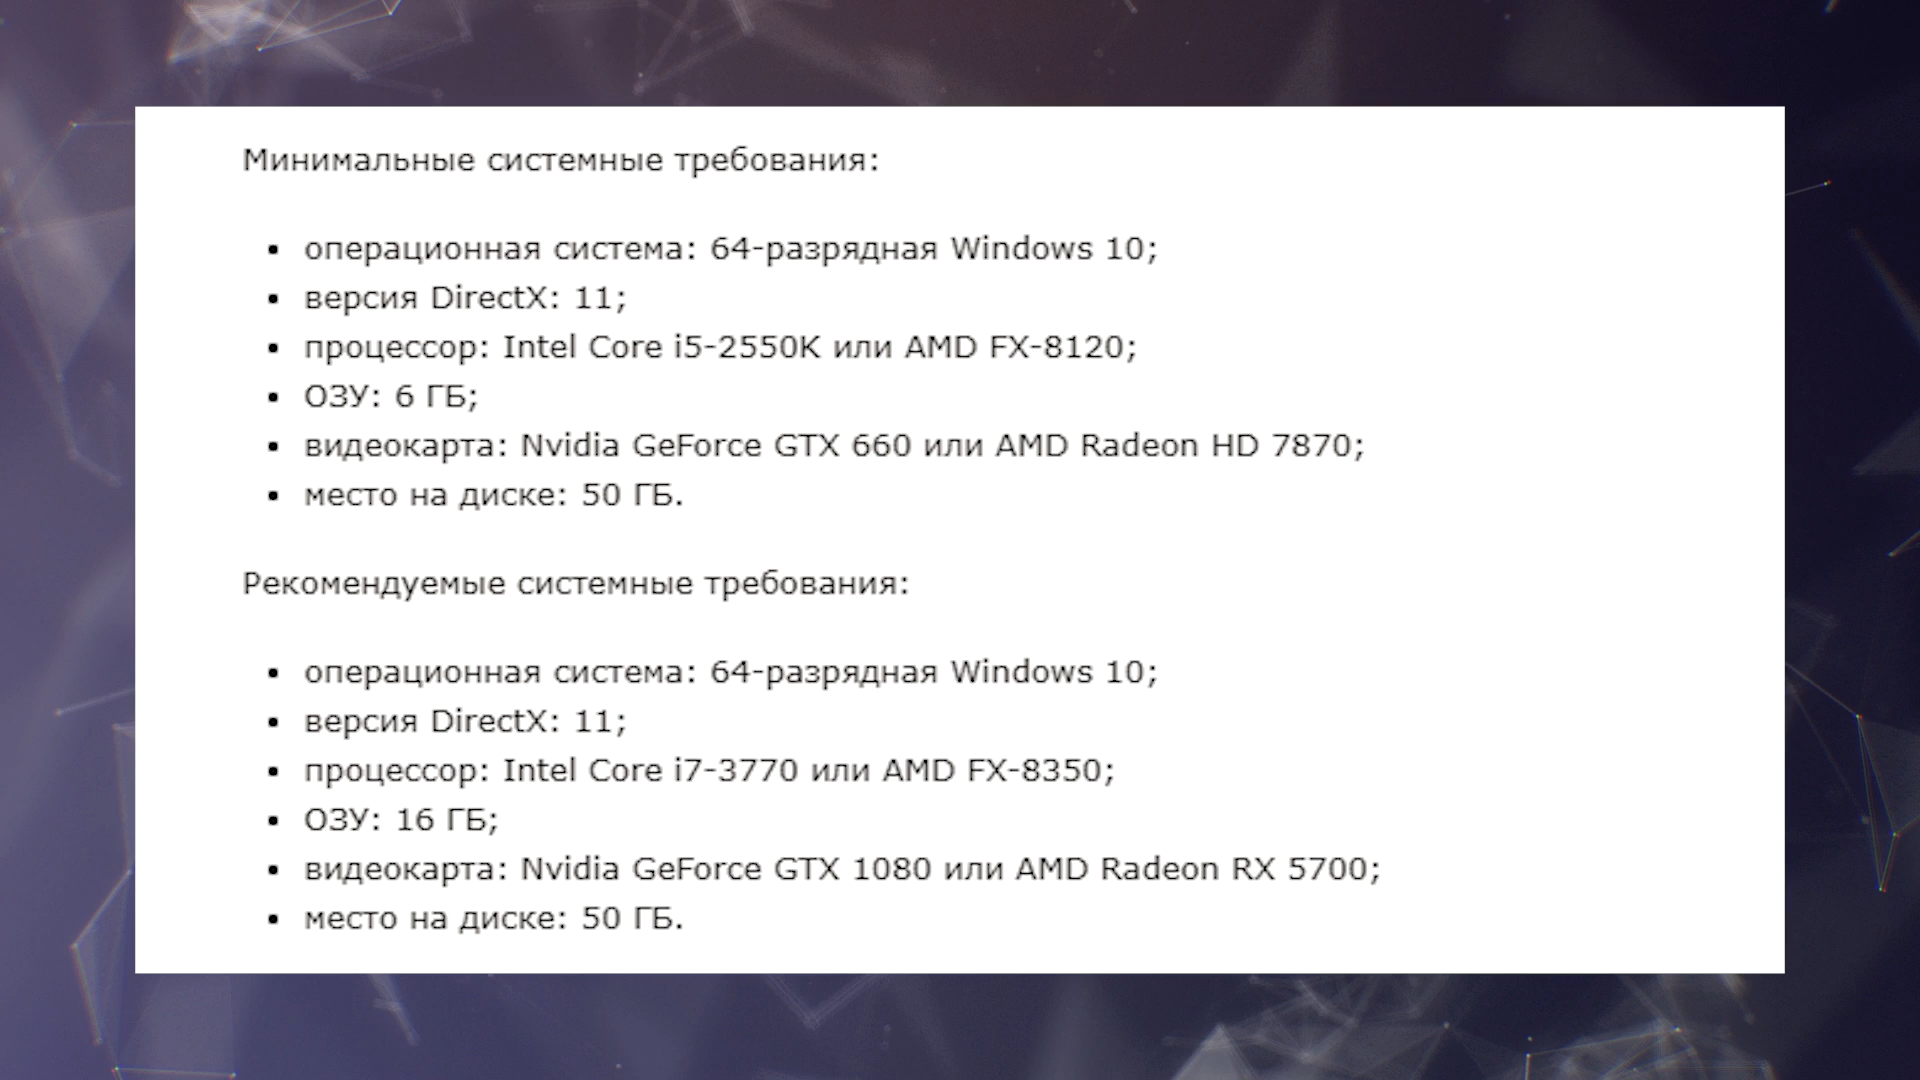 Минимальные системные требования:
• операционная система: 64-разрядная Windows 10;
• версия DirectX: 11;
• процессор: Intel Core i5-2550K или AMD FX-8120;
• ОЗУ: 6 ГБ;
• видеокарта: Nvidia GeForce GTX 660 или AMD Radeon HD 7870;
• место на диске: 50 ГБ.
Рекомендуемые системные требования:
• операционная система: 64-разрядная Windows 10;
• версия DirectX: 11;
• процессор: Intel Core i7-3770 или AMD FX-8350;
• ОЗУ: 16 ГБ;
• видеокарта: Nvidia GeForce GTX 1080 или AMD Radeon RX 5700;
• место на диске: 50 ГБ.